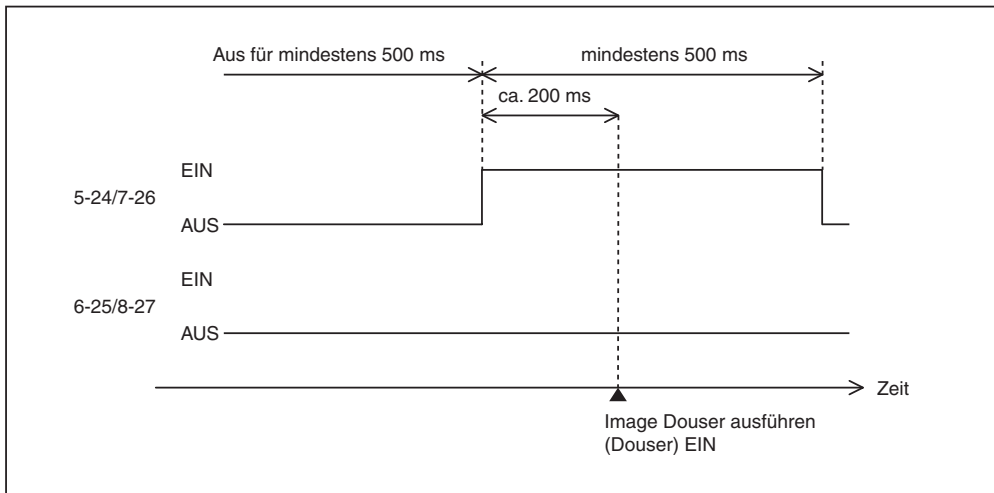 Aus für mindestens 500 ms
mindestens 500 ms
ca. 200 ms
EIN
5-24/7-26
AUS
EIN
6-25/8-27
AUS
Zeit
Image Douser ausführen
(Douser) EIN